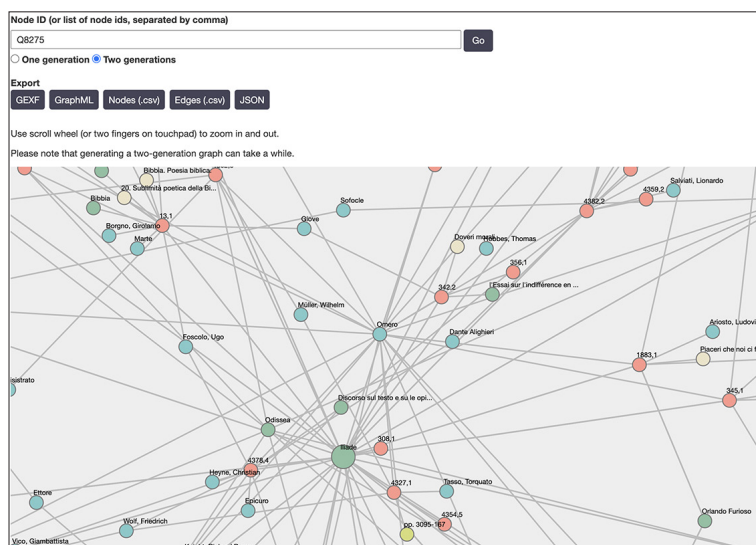 Node ID (or list of node ids, separated by comma)
Q8275
Go
One generation Two generations
Export
GEXF GraphML Nodes (.csv) Edges (.csv) JSON
Use scroll wheel (or two fingers on touchpad) to zoom in and out.
Please note that generating a two-generation graph can take a while.
Bibbia. Poesia biblica
Salviati, Lionardo
20. Sublimità poetica della Bi...
4359,2
Bibbia
Sofocle
4382,2
13,1
Borgno, Girolamo
Giove
Marte
Doveri
Thomas
356,1
l'Essai sur l'indifférence en ...
342,2
Müller, Wilhelm
Omero
Ariosto, Ludovi
Dante Alighieri
Foscolo, Ugo
1883,1
Piaceri che noi ci f
sistrato
345,1
Discorso sul testo e su le opi...
Odissea
308,1
Iliade
4378,4
Heyne, Christian
4327,1
Tasso, Torquato
Ettore
Epicuro
Orlando Furioso
Wolf, Friedrich
4354,5
pp. 3095-167
Vico, Giambattista